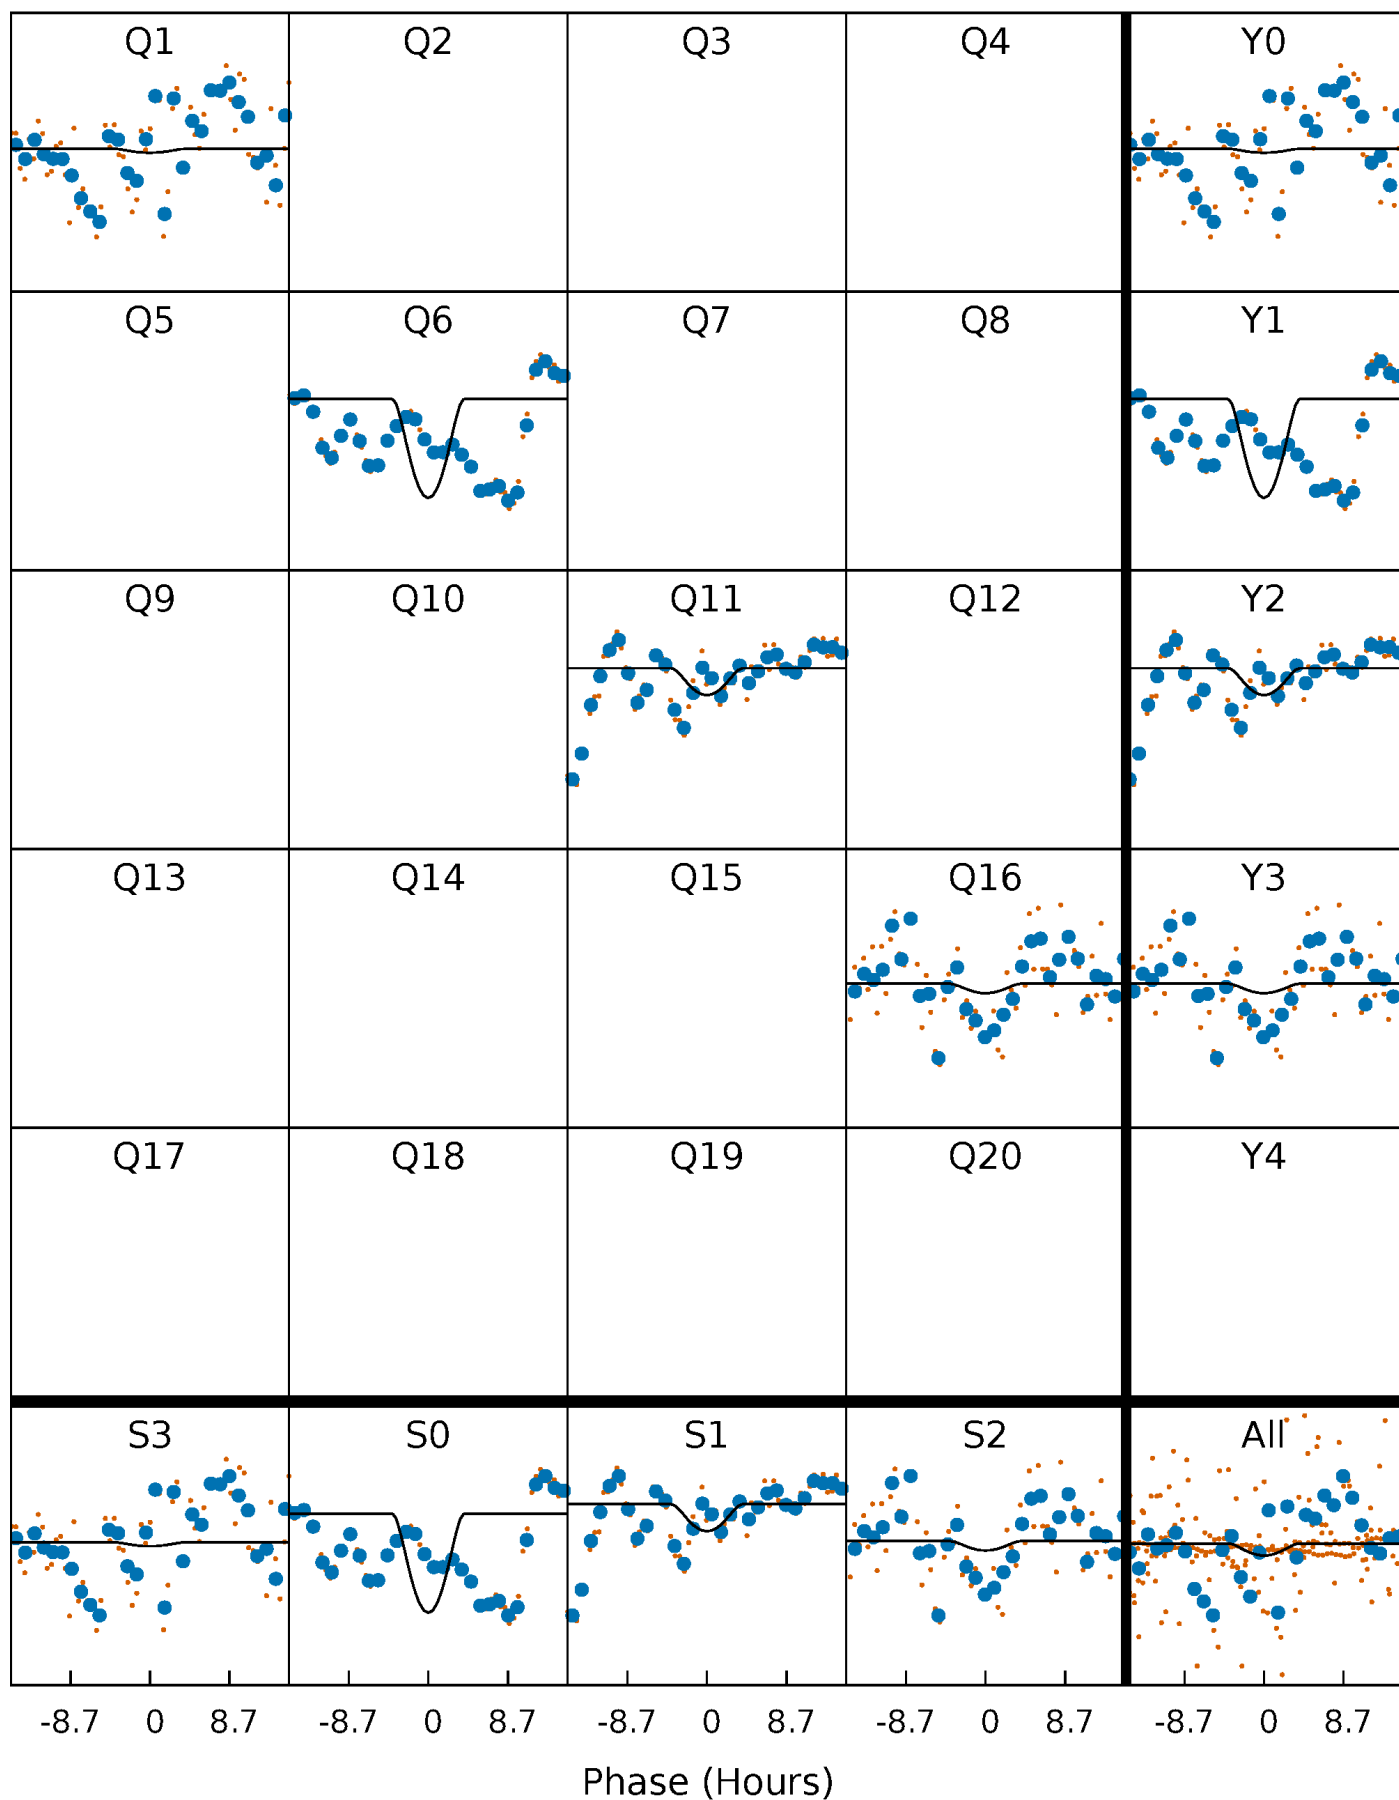 Q1 Q2 Q3 Q4 Y0
Q5 Q6 Q7 Q8 Y1
Q9 Q10 Q11 Q12 Y2
Q13 Q14 Q15 Q16 Y3
Q17 Q18 Q19 Q20 Y4
S3 S0 S1 S2 All
-8.7 0 8.7 -8.7 0 8.7 -8.7 0 8.7 -8.7 0 8.7 -8.7 0 8.7
Phase (Hours)